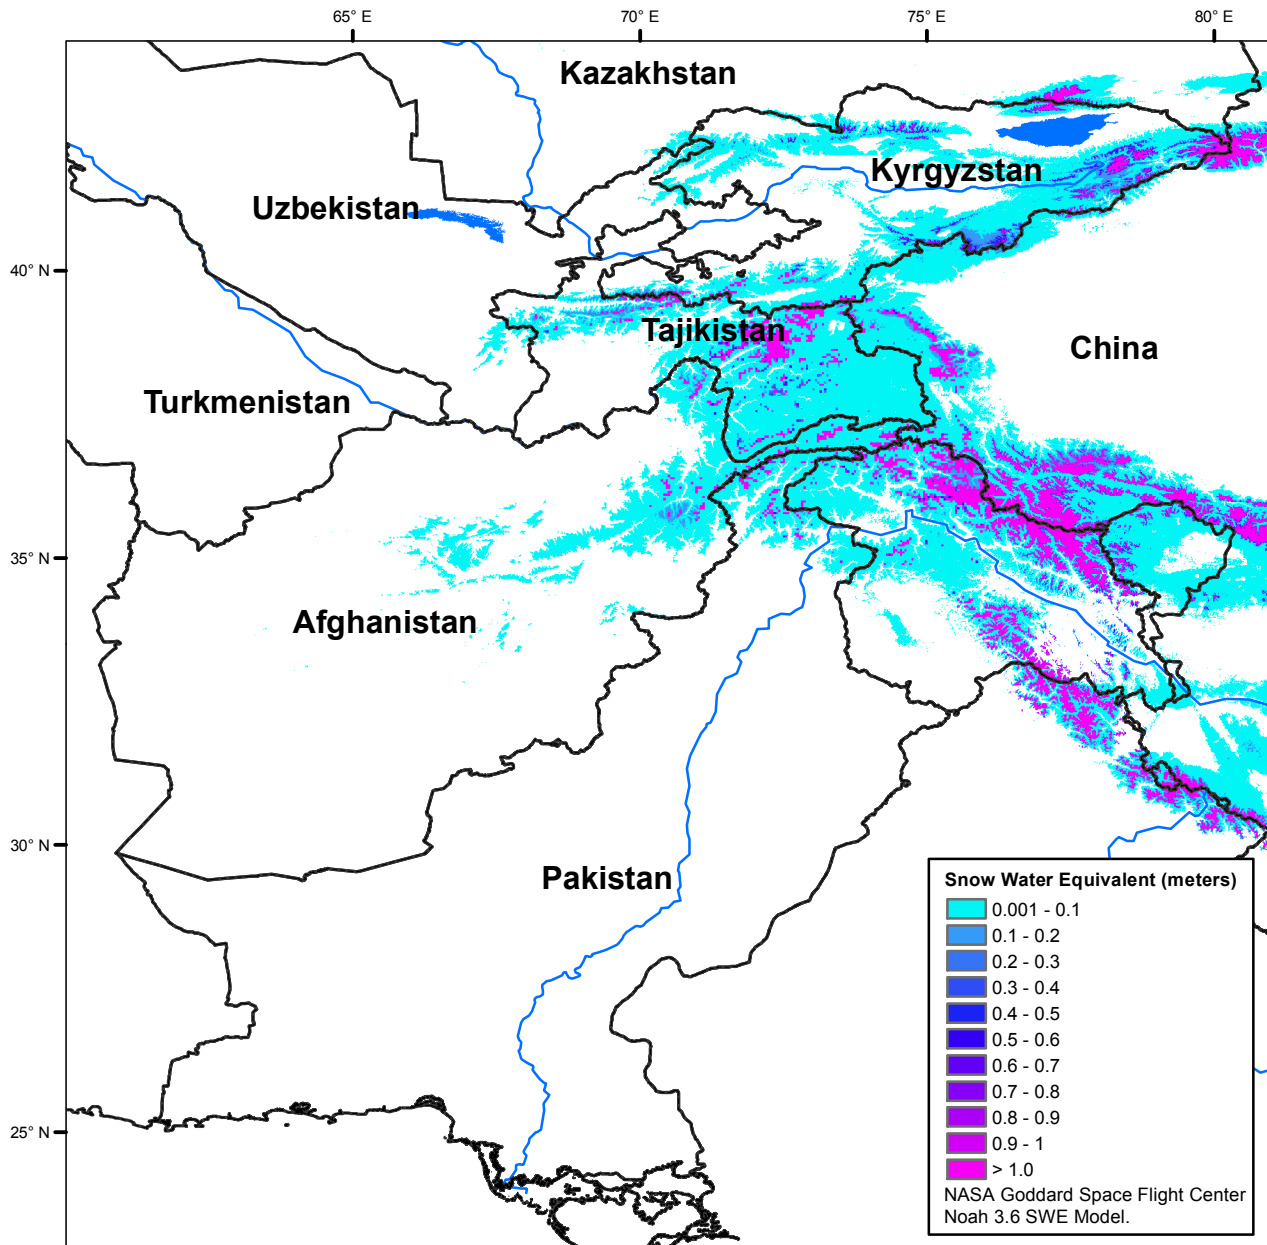 65° E
70° E
75° E
80° E
Kazakhstan
Kyrgyzstan
Uzbekistan
40° N
Tajikistan
China
Turkmenistan
35° N
Afghanistan
30° N
Pakistan
25° N
Snow Water Equivalent (meters)
0.001 - 0.1
0.1 - 0.2
0.2 - 0.3
0.3 - 0.4
0.4 - 0.5
0.5 - 0.6
0.6 - 0.7
0.7 - 0.8
0.8 - 0.9
0.9 - 1
> 1.0
NASA Goddard Space Flight Center
Noah 3.6 SWE Model.